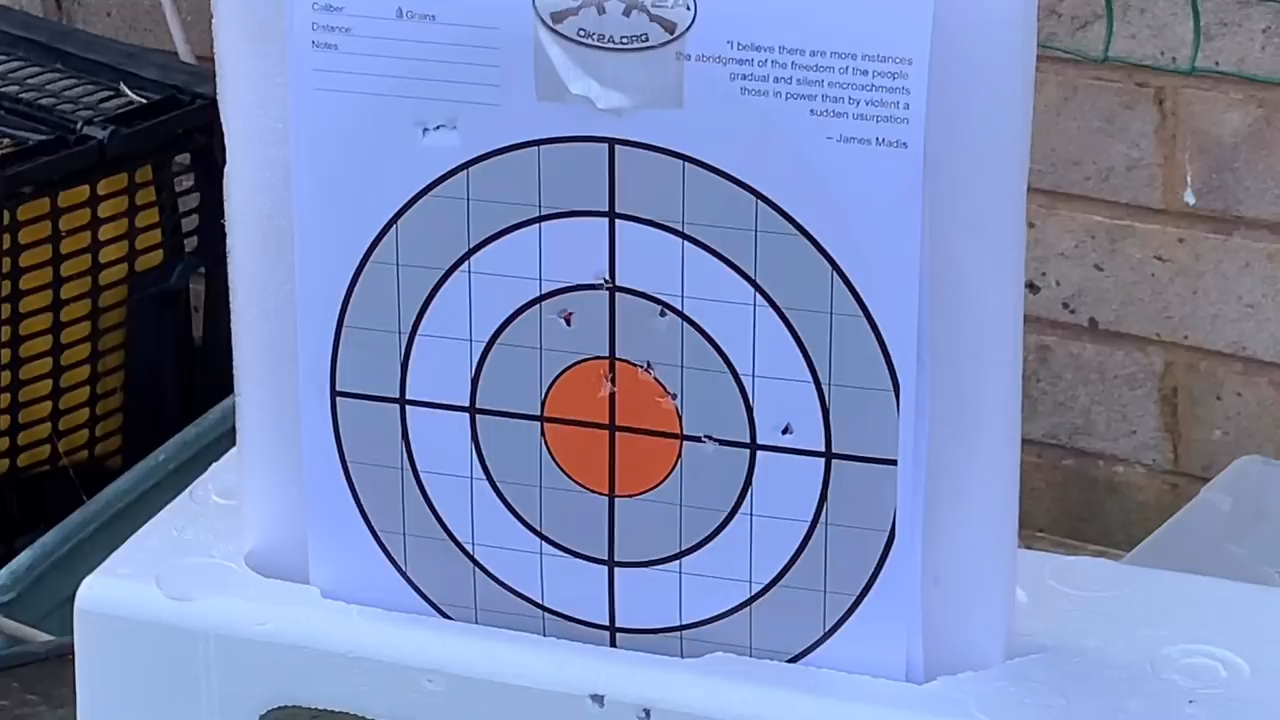 Caliber:
Grains:
Distance:
Notes
2A
OK2A.ORG
"I believe there are more instances
the abridgment of the freedom of the people
gradual and silent encroachments
those in power than by violent a
sudden usurpation
– James Madis